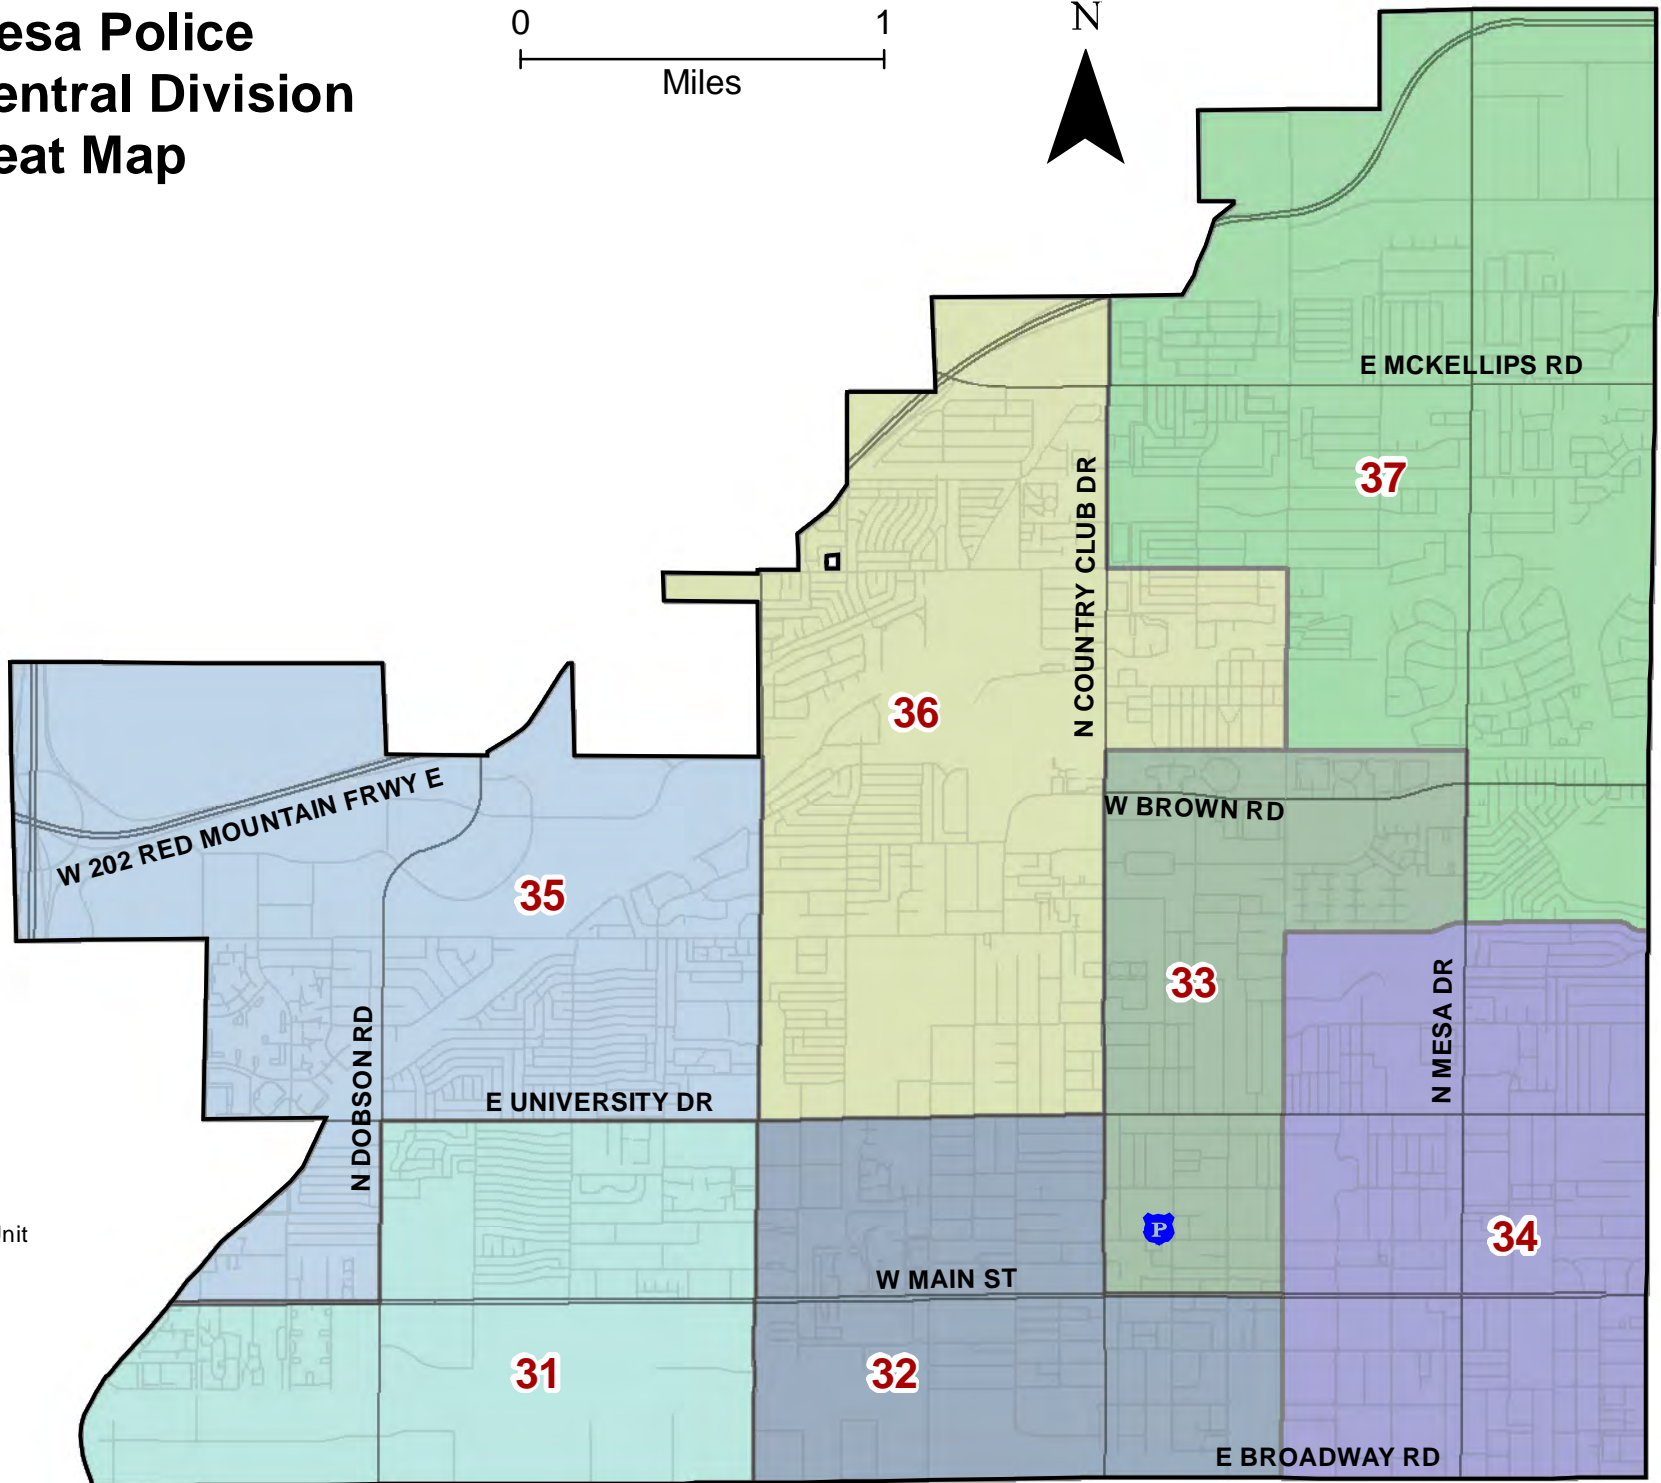 esa Police
entral Division
eat Map
0 1
Miles
N
E MCKELLIPS RD
37
N COUNTRY CLUB DR
36
W BROWN RD
W 202 RED MOUNTAIN FRWY E
35
33
N MESA DR
N DOBSON RD
E UNIVERSITY DR
nit
P
34
W MAIN ST
31
32
E BROADWAY RD